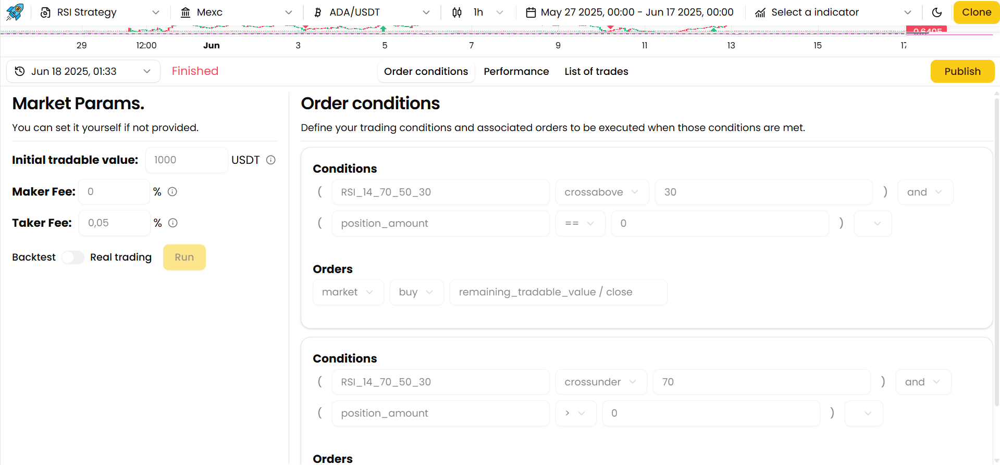 RSI Strategy Mexc ADA/USDT 1h May 27 2025, 00:00 - Jun 17 2025, 00:00 Select a indicator Clone
0.6405
29 12:00 Jun 3 5 7 9 11 13 15 17
Jun 18 2025, 01:33 Finished Order conditions Performance List of trades Publish
Market Params.
You can set it yourself if not provided.
Initial tradable value: 1000 USDT
Maker Fee: 0 %
Taker Fee: 0,05 %
Backtest Real trading Run
Order conditions
Define your trading conditions and associated orders to be executed when those conditions are met.
Conditions
( RSI_14_70_50_30 crossabove 30 ) and
( position_amount == 0 )
Orders
market buy remaining_tradable_value / close
Conditions
( RSI_14_70_50_30 crossunder 70 ) and
( position_amount > 0 )
Orders